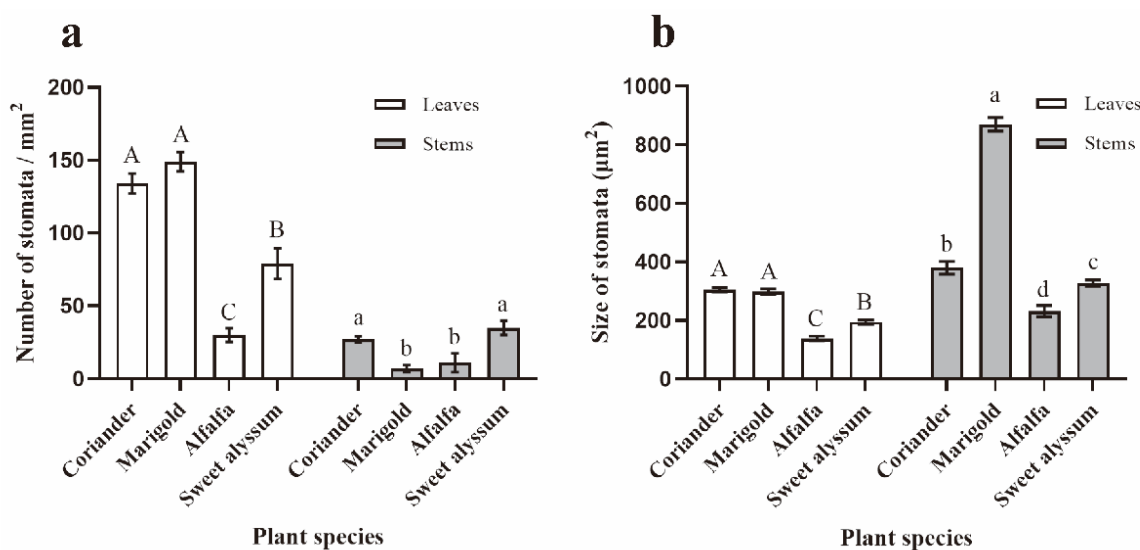 a
Number of stomata / mm²
200
150
100
50
0
Leaves
Stems
A
A
C
B
a
b
b
a
Coriander
Marigold
Alfalfa
Sweet alyssum
Coriander
Marigold
Alfalfa
Sweet alyssum
Plant species
b
Size of stomata (µm²)
1000
800
600
400
200
0
Leaves
Stems
A
A
C
B
b
a
d
c
Coriander
Marigold
Alfalfa
Sweet alyssum
Coriander
Marigold
Alfalfa
Sweet alyssum
Plant species